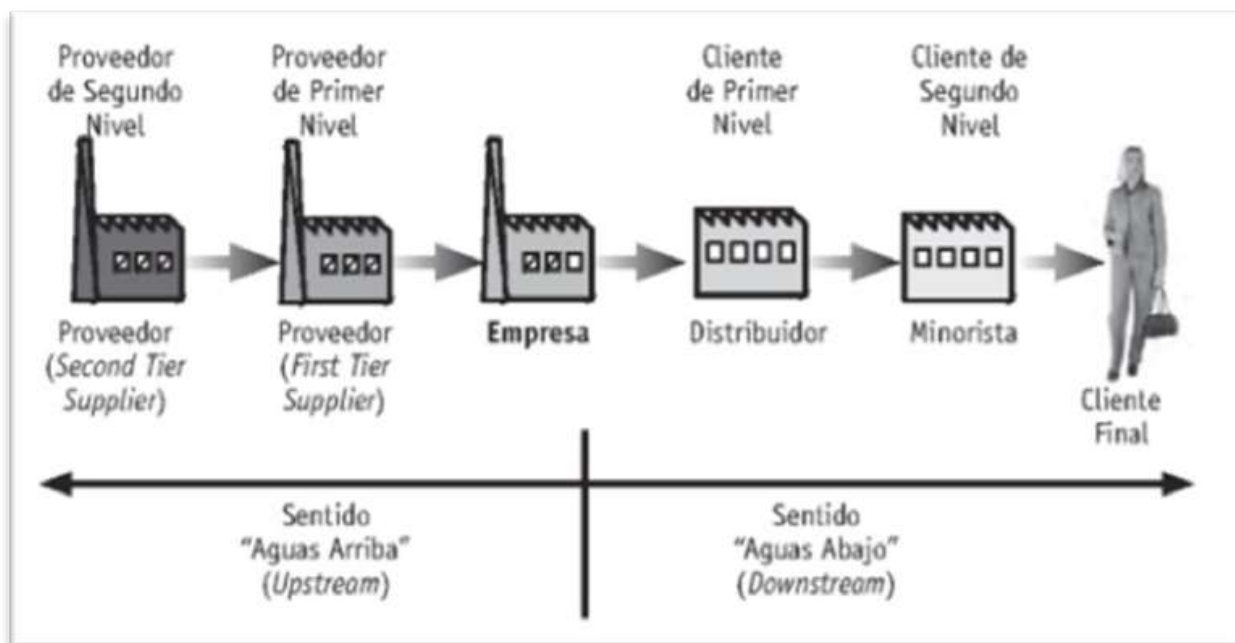 Proveedor
de Segundo
Nivel
Proveedor
de Primer
Nivel
Cliente
de Primer
Nivel
Cliente de
Segundo
Nivel
Proveedor
(Second Tier
Supplier)
Proveedor
(First Tier
Supplier)
Empresa
Distribuidor
Minorista
Cliente
Final
Sentido
"Aguas Arriba"
(Upstream)
Sentido
"Aguas Abajo"
(Downstream)